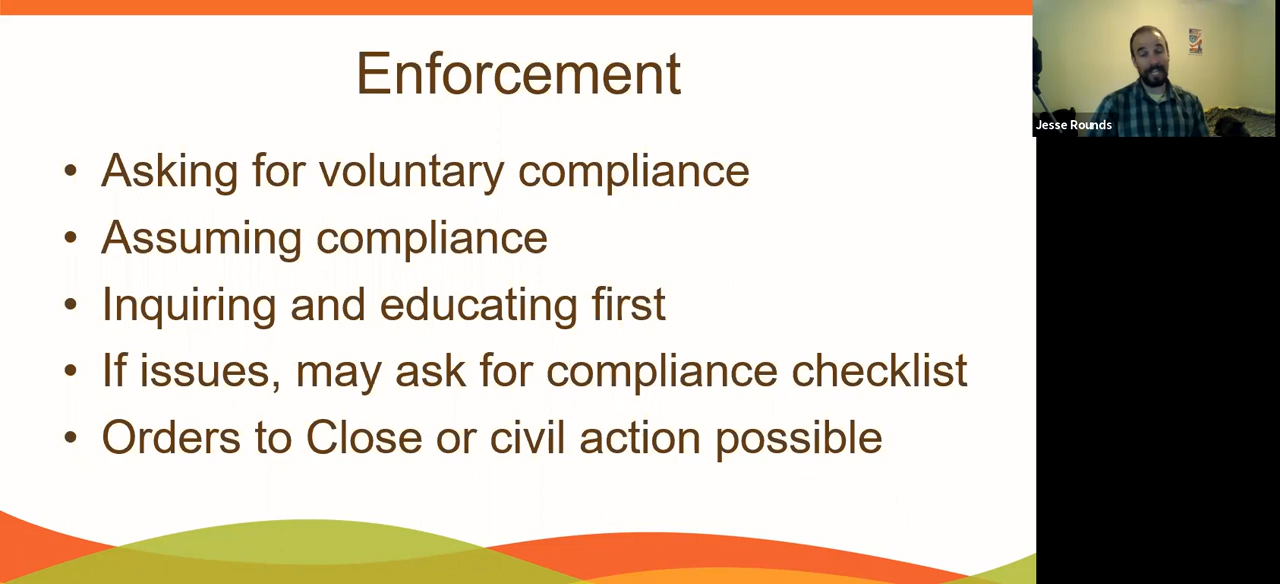 Enforcement
• Asking for voluntary compliance
• Assuming compliance
• Inquiring and educating first
• If issues, may ask for compliance checklist
• Orders to Close or civil action possible
Jesse Rounds